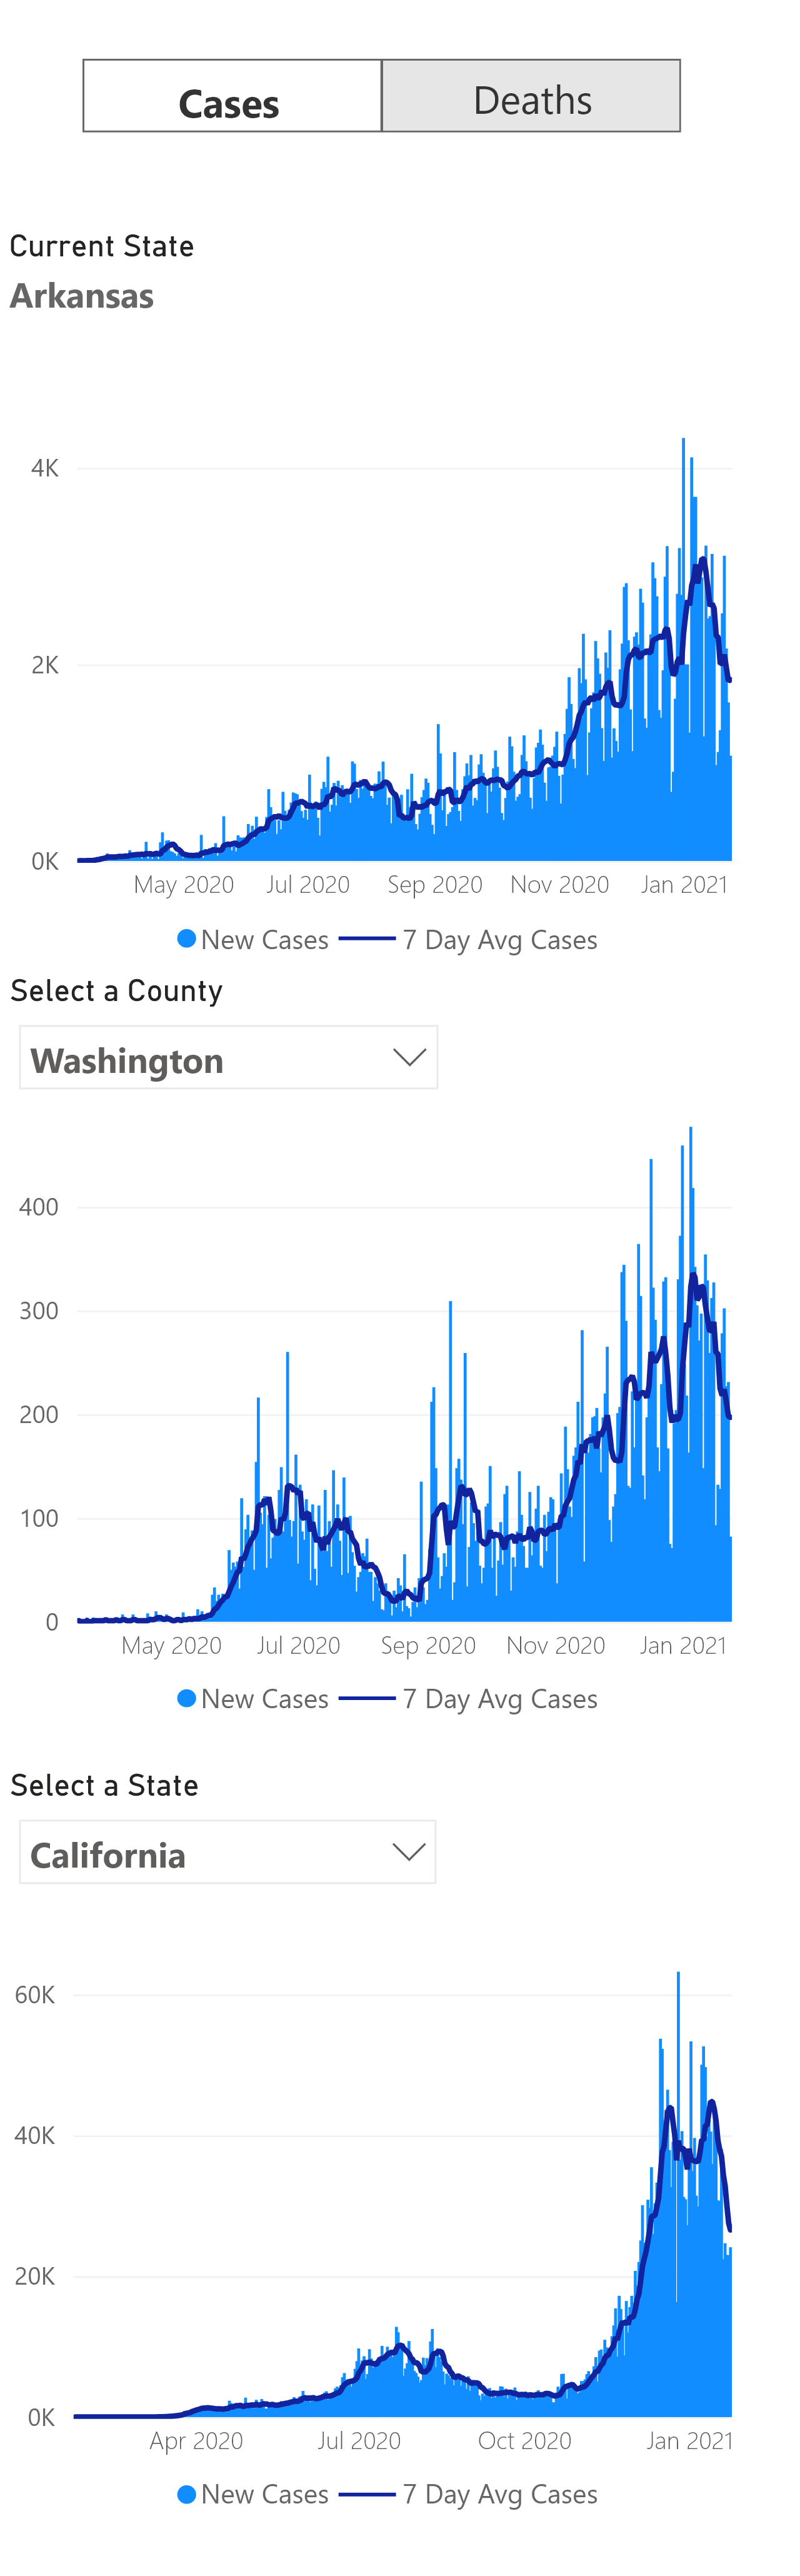 Cases Deaths
Current State
Arkansas
4K
2K
0K
May 2020 Jul 2020 Sep 2020 Nov 2020 Jan 2021
New Cases 7 Day Avg Cases
Select a County
Washington
400
300
200
100
0
May 2020 Jul 2020 Sep 2020 Nov 2020 Jan 2021
New Cases 7 Day Avg Cases
Select a State
California
60K
40K
20K
0K
Apr 2020 Jul 2020 Oct 2020 Jan 2021
New Cases 7 Day Avg Cases